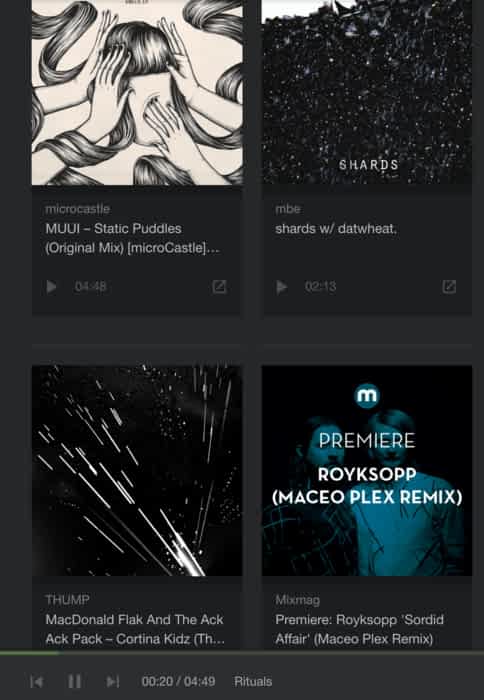 microcastle
MUUI – Static Puddles
(Original Mix) [microCastle]...
04:48
SHARDS
mbe
shards w/ datwheat.
02:13
THUMP
MacDonald Flak And The Ack
Ack Pack – Cortina Kidz (Th...
m
PREMIERE
ROYKSOPP
(MACEO PLEX REMIX)
Mixmag
Premiere: Royksopp 'Sordid
Affair' (Maceo Plex Remix)
00:20 / 04:49 Rituals